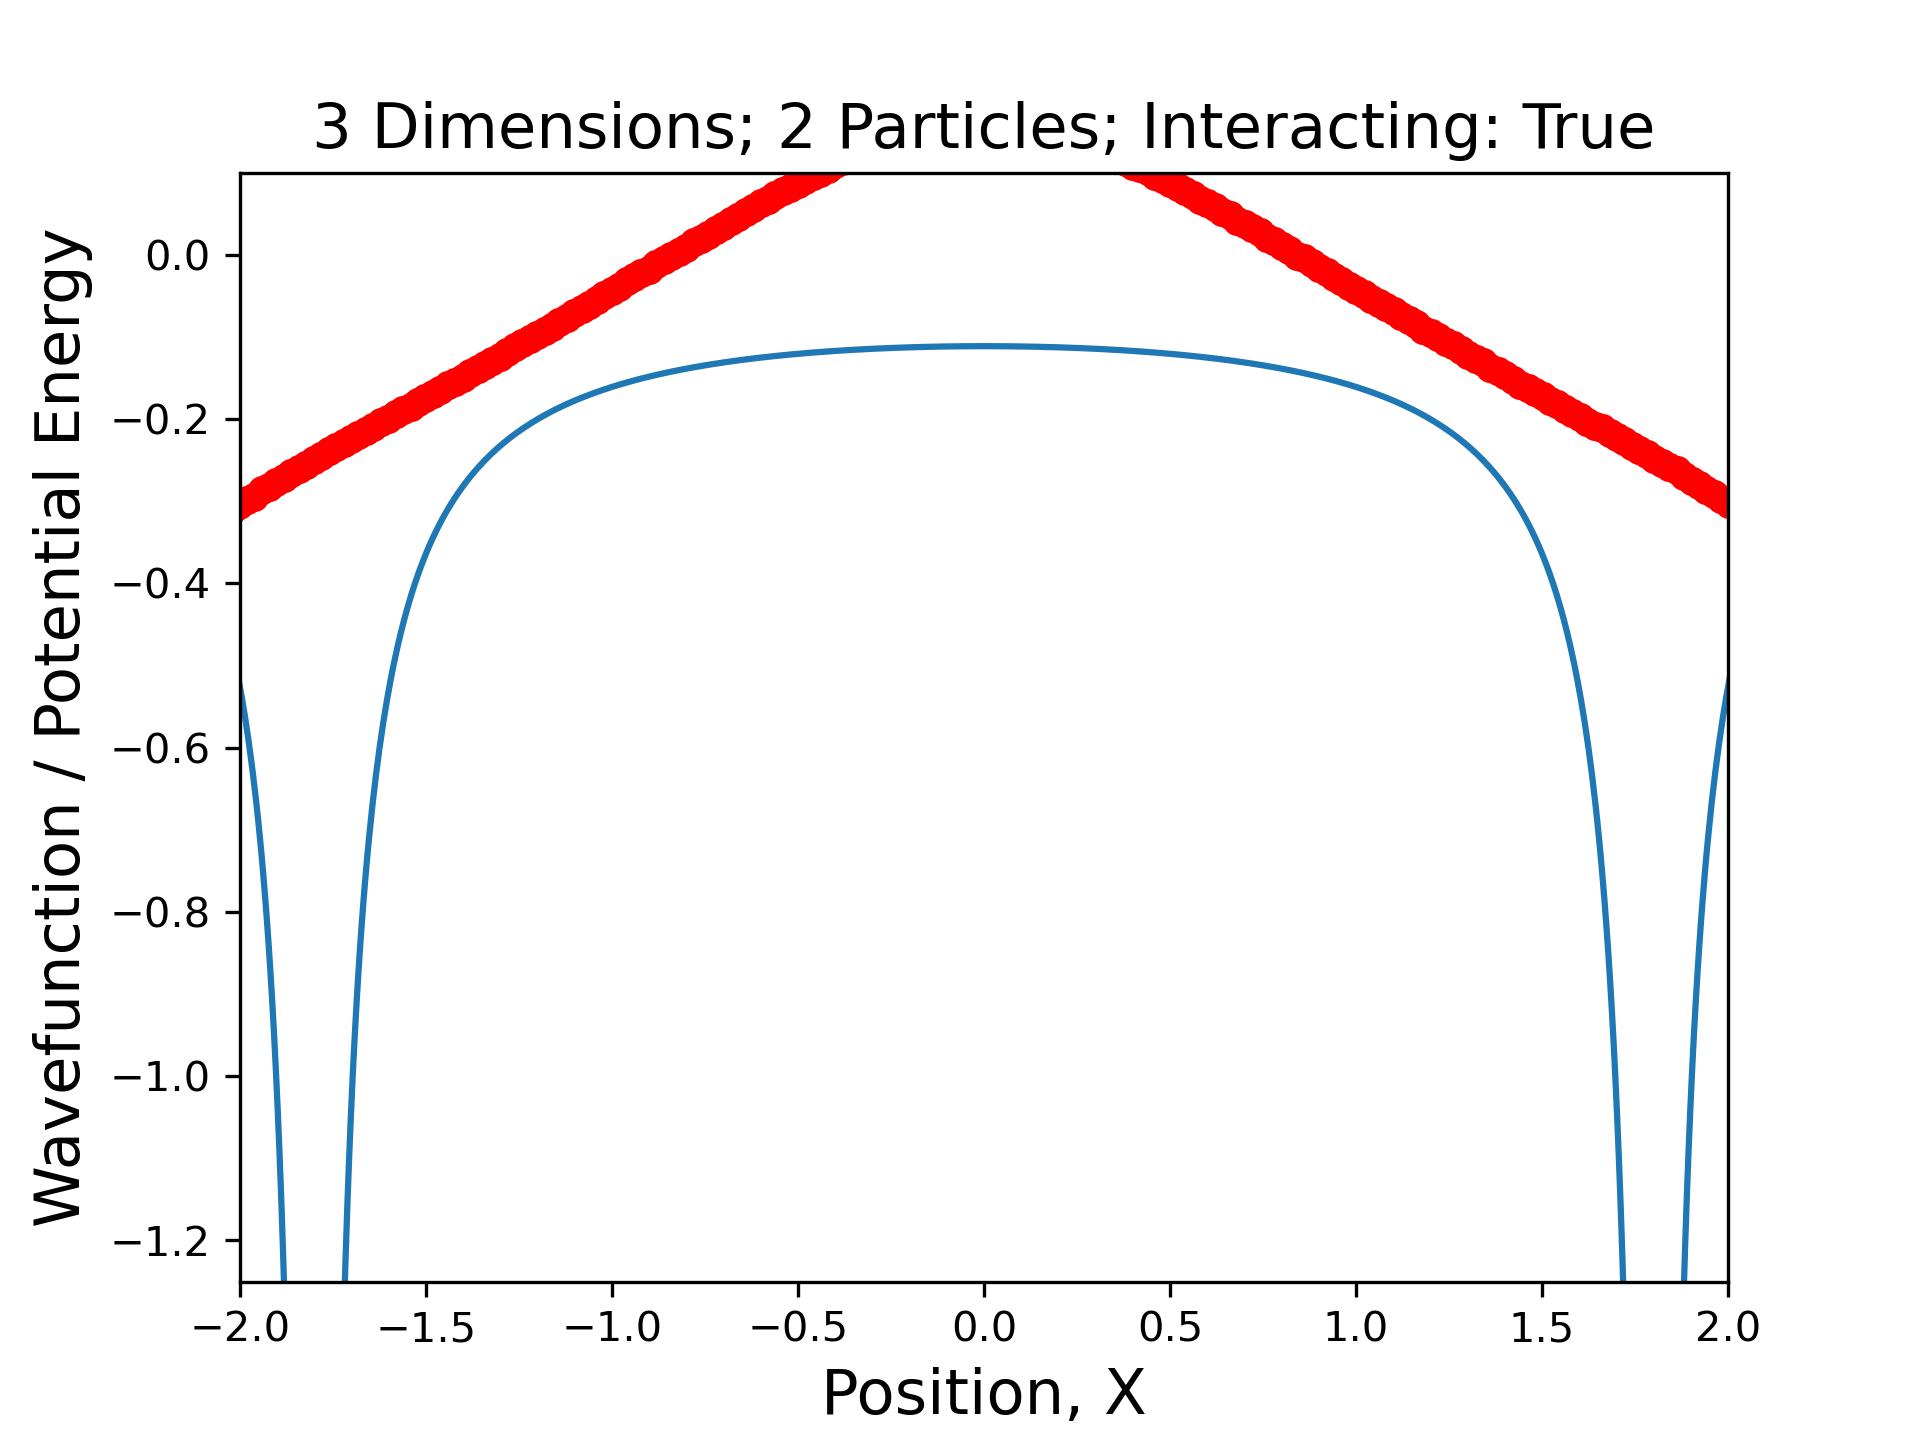 3 Dimensions; 2 Particles; Interacting: True
Wavefunction / Potential Energy
0.0
−0.2
−0.4
−0.6
−0.8
−1.0
−1.2
−2.0 −1.5 −1.0 −0.5 0.0 0.5 1.0 1.5 2.0
Position, X